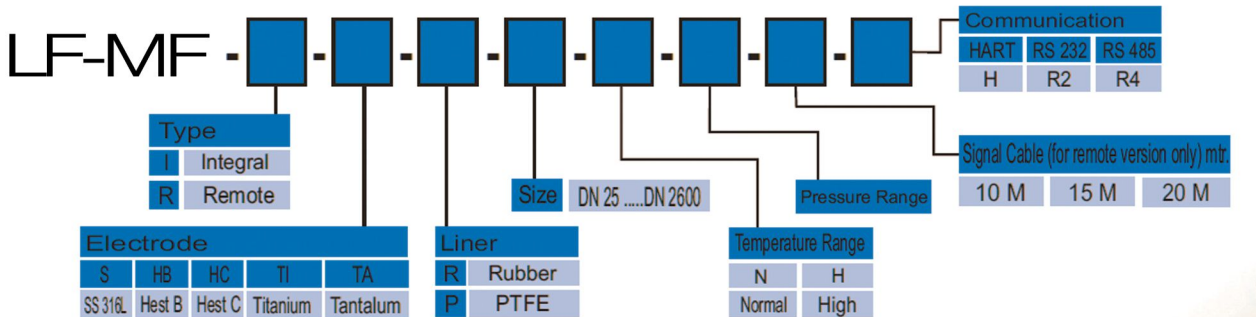 LF-MF - - - - - - - -
Communication
HART RS 232 RS 485
H R2 R4
Type
I Integral
R Remote
Signal Cable (for remote version only) mtr.
10 M 15 M 20 M
Size DN 25 .....DN 2600
Pressure Range
Electrode
S HB HC TI TA
SS 316L Hest B Hest C Titanium Tantalum
Liner
R Rubber
P PTFE
Temperature Range
N H
Normal High